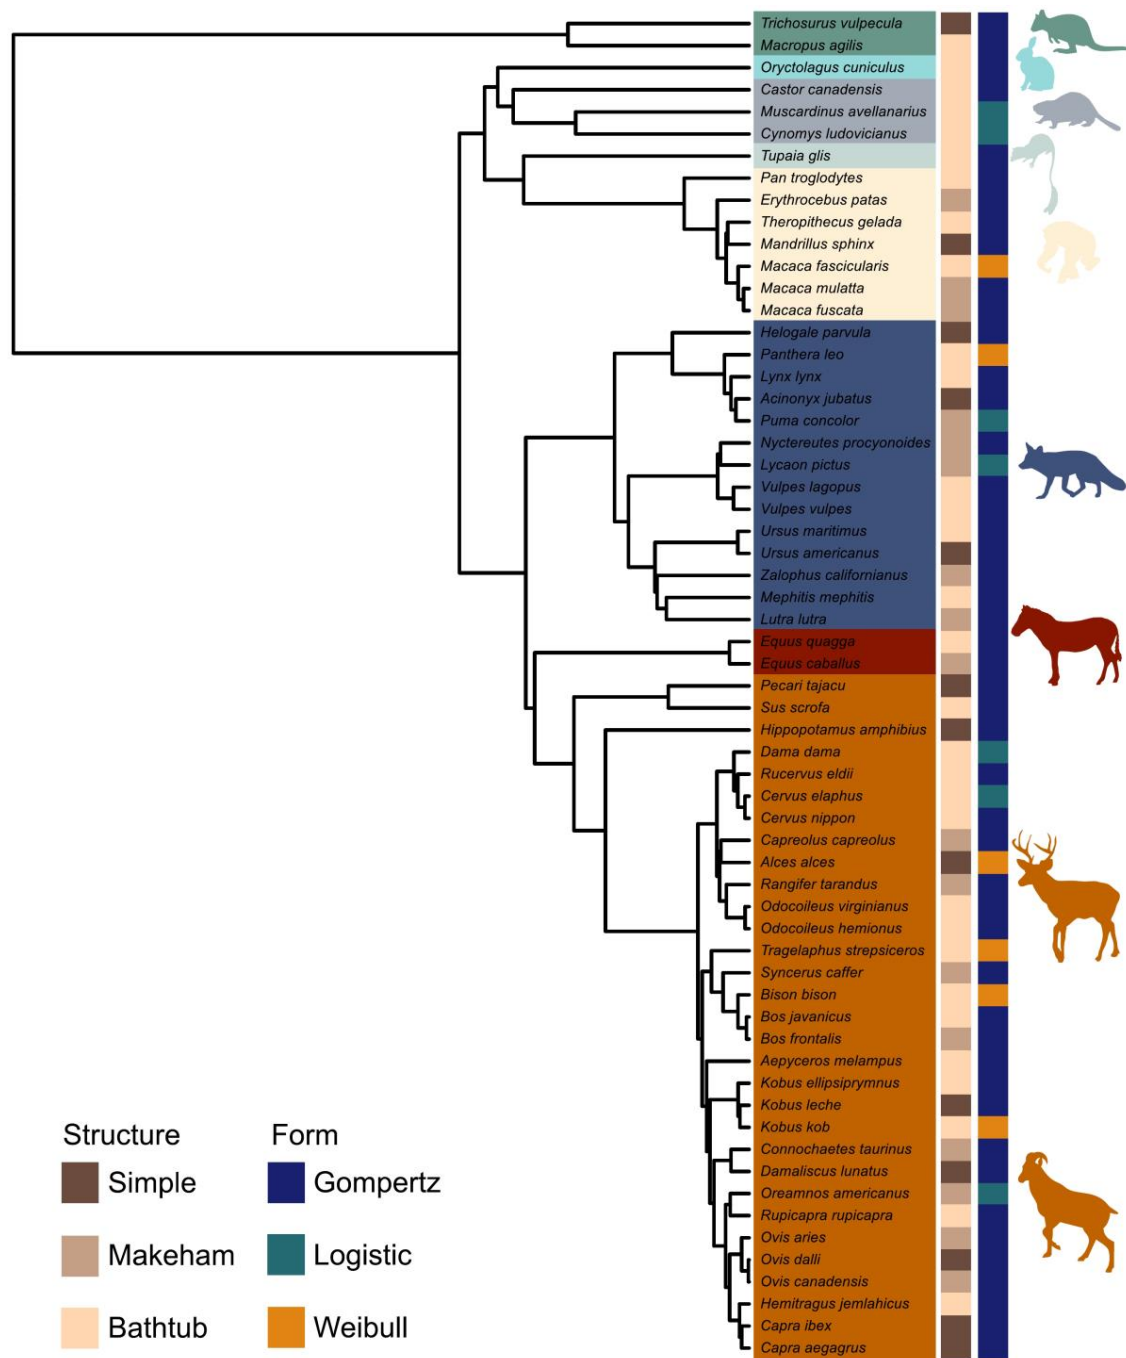 Trichosurus vulpecula
Macropus agilis
Oryctolagus cuniculus
Castor canadensis
Muscardinus avellanarius
Cynomys ludovicianus
Tupaia glis
Pan troglodytes
Erythrocebus patas
Theropithecus gelada
Mandrillus sphinx
Macaca fascicularis
Macaca mulatta
Macaca fuscata
Helogale parvula
Panthera leo
Lynx lynx
Acinonyx jubatus
Puma concolor
Nyctereutes procyonoides
Lycaon pictus
Vulpes lagopus
Vulpes vulpes
Ursus maritimus
Ursus americanus
Zalophus californianus
Mephitis mephitis
Lutra lutra
Equus quagga
Equus caballus
Pecari tajacu
Sus scrofa
Hippopotamus amphibius
Dama dama
Rucervus eldii
Cervus elaphus
Cervus nippon
Capreolus capreolus
Alces alces
Rangifer tarandus
Odocoileus virginianus
Odocoileus hemionus
Tragelaphus strepsiceros
Syncerus caffer
Bison bison
Bos javanicus
Bos frontalis
Aepyceros melampus
Kobus ellipsiprymnus
Kobus leche
Kobus kob
Connochaetes taurinus
Damaliscus lunatus
Oreamnos americanus
Rupicapra rupicapra
Ovis aries
Ovis dalli
Ovis canadensis
Hemitragus jemlahicus
Capra ibex
Capra aegagrus
Structure
Simple
Makeham
Bathtub
Form
Gompertz
Logistic
Weibull